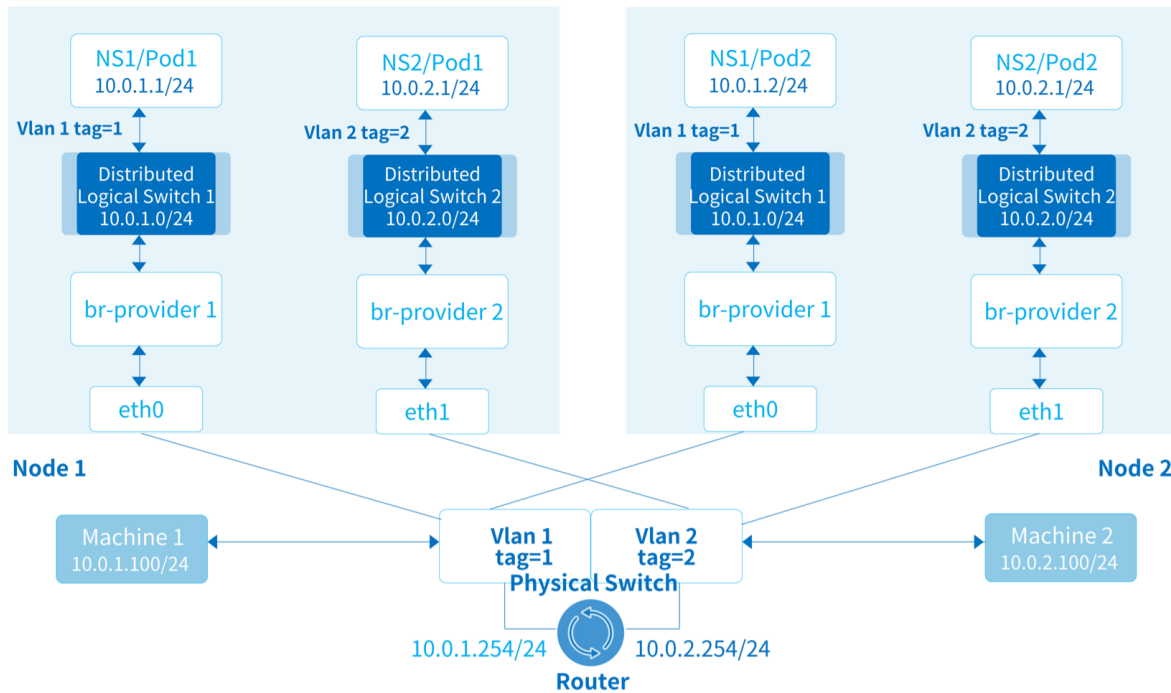 NS1/Pod1
10.0.1.1/24
NS2/Pod1
10.0.2.1/24
NS1/Pod2
10.0.1.2/24
NS2/Pod2
10.0.2.1/24
Vlan 1 tag=1
Vlan 2 tag=2
Vlan 1 tag=1
Vlan 2 tag=2
Distributed
Logical Switch 1
10.0.1.0/24
Distributed
Logical Switch 2
10.0.2.0/24
Distributed
Logical Switch 1
10.0.1.0/24
Distributed
Logical Switch 2
10.0.2.0/24
br-provider 1
br-provider 2
br-provider 1
br-provider 2
eth0
eth1
eth0
eth1
Node 1
Node 2
Machine 1
10.0.1.100/24
Vlan 1
tag=1
Vlan 2
tag=2
Machine 2
10.0.2.100/24
Physical Switch
10.0.1.254/24
10.0.2.254/24
Router